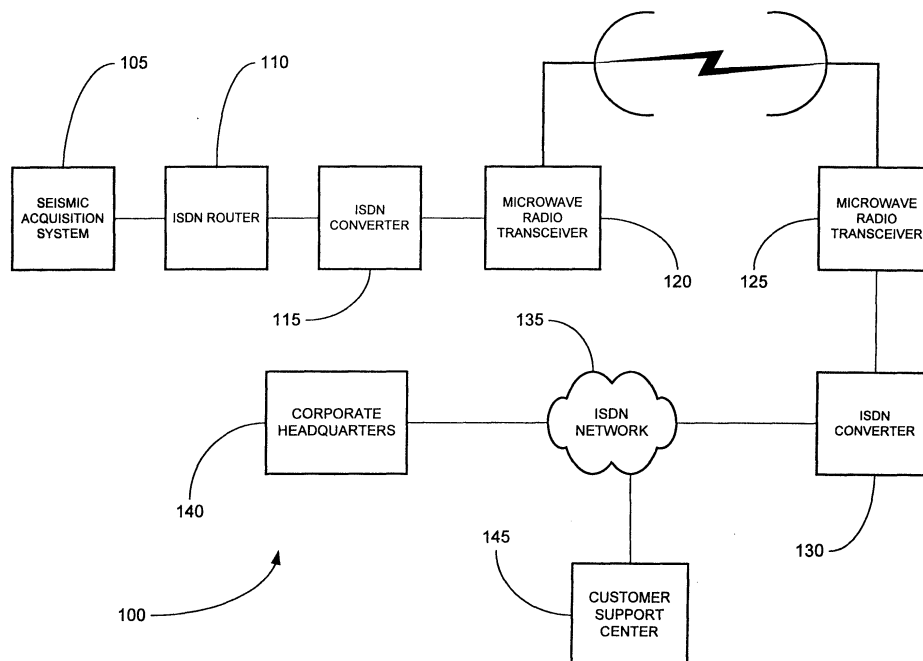 105
110
SEISMIC
ACQUISITION
SYSTEM
ISDN ROUTER
ISDN
CONVERTER
MICROWAVE
RADIO
TRANSCEIVER
MICROWAVE
RADIO
TRANSCEIVER
115
120
125
135
CORPORATE
HEADQUARTERS
ISDN
NETWORK
ISDN
CONVERTER
140
145
130
100
CUSTOMER
SUPPORT
CENTER